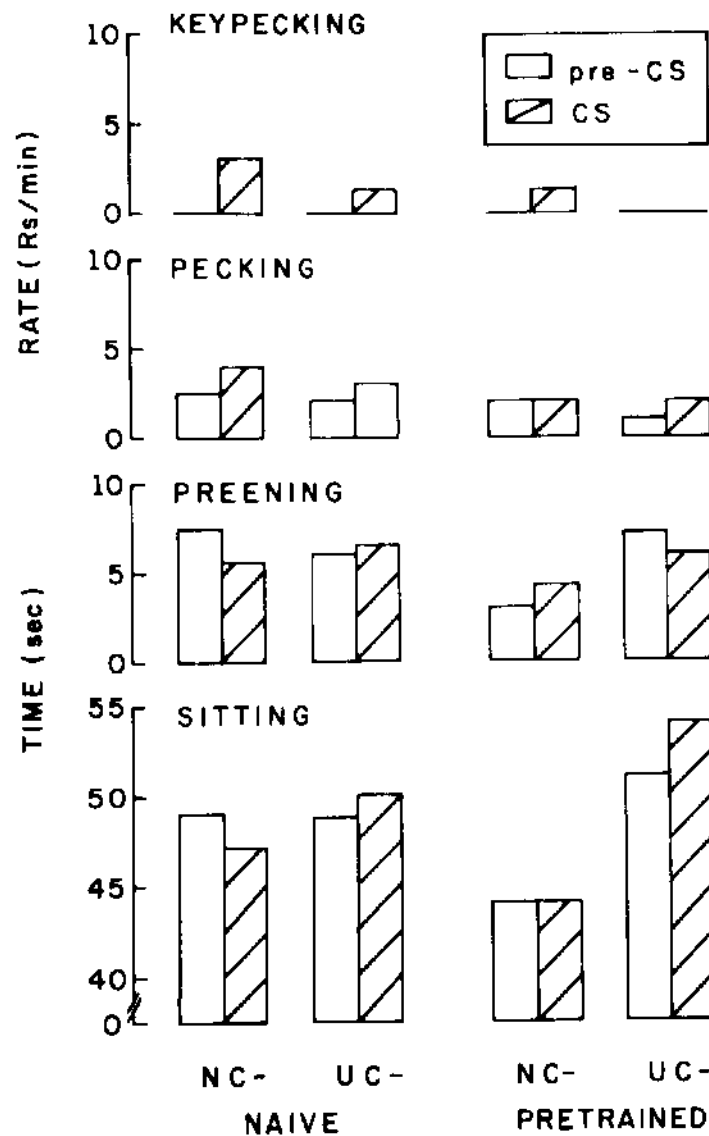 KEYPECKING
10
5
0
pre-CS
CS
RATE (Rs/min)
PECKING
10
5
0
PREENING
10
5
0
TIME (sec)
SITTING
55
50
45
40
0
NC- UC- NC- UC-
NAIVE PRETRAINED